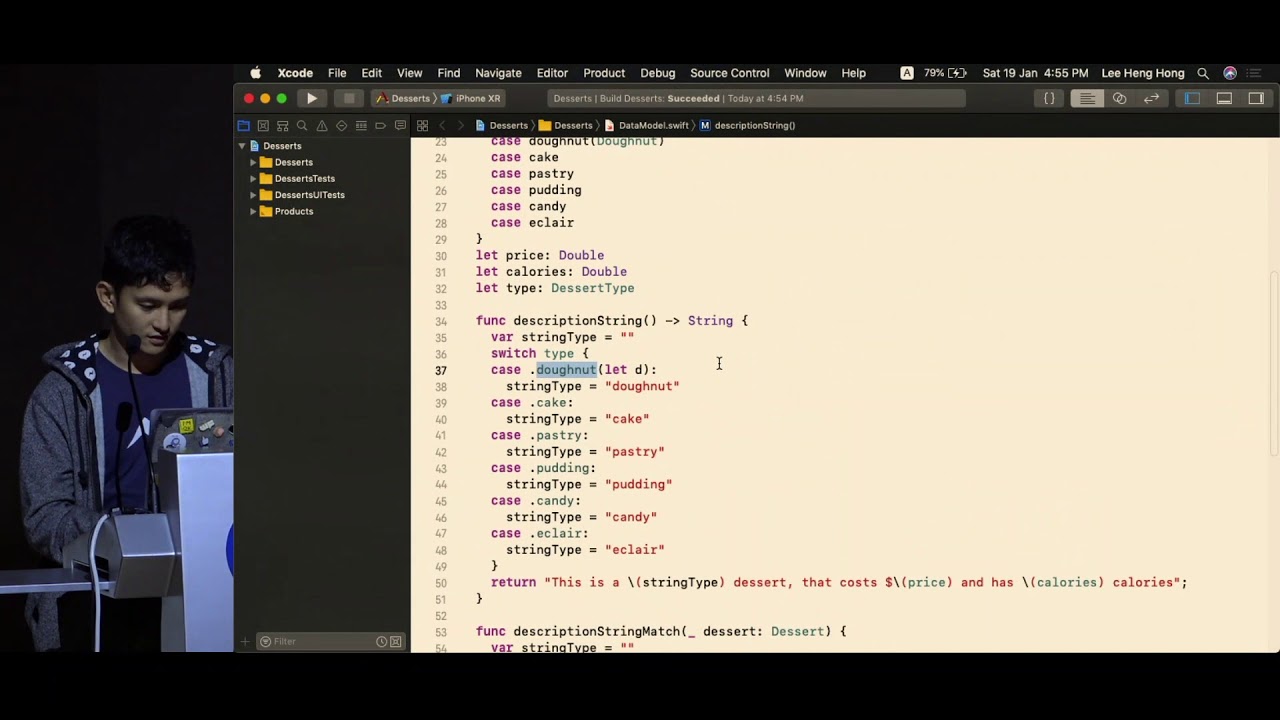 Xcode File Edit View Find Navigate Editor Product Debug Source Control Window Help A 79% Sat 19 Jan 4:55 PM Lee Heng Hong
Desserts iPhone XR Desserts | Build Desserts: Succeeded | Today at 4:54 PM {}
Desserts Desserts DataModel.swift M descriptionString()
Desserts
Desserts
DessertsTests
DessertsUITests
Products
23 case doughnut(Doughnut)
24 case cake
25 case pastry
26 case pudding
27 case candy
28 case eclair
29 }
30 let price: Double
31 let calories: Double
32 let type: DessertType
33
34 func descriptionString() -> String {
35 var stringType = ""
36 switch type {
37 case .doughnut(let d):
38 stringType = "doughnut"
39 case .cake:
40 stringType = "cake"
41 case .pastry:
42 stringType = "pastry"
43 case .pudding:
44 stringType = "pudding"
45 case .candy:
46 stringType = "candy"
47 case .eclair:
48 stringType = "eclair"
49 }
50 return "This is a \(stringType) dessert, that costs $\(price) and has \(calories) calories";
51 }
52
53 func descriptionStringMatch(_ dessert: Dessert) {
54 var stringType = ""
Filter